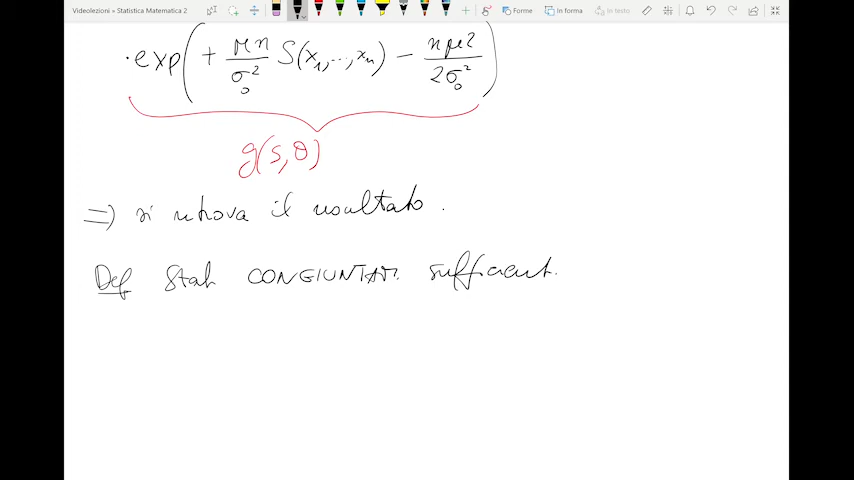 Videolezioni » Statistica Matematica 2 Forme In forma In testo
· exp(+ μn/σ₀² S(x₁,...,xₙ) − nμ2/2σ₀²)
g(s,θ)
=> si ritrova il risultato.
Def Stat CONGIUNTAM. sufficient.